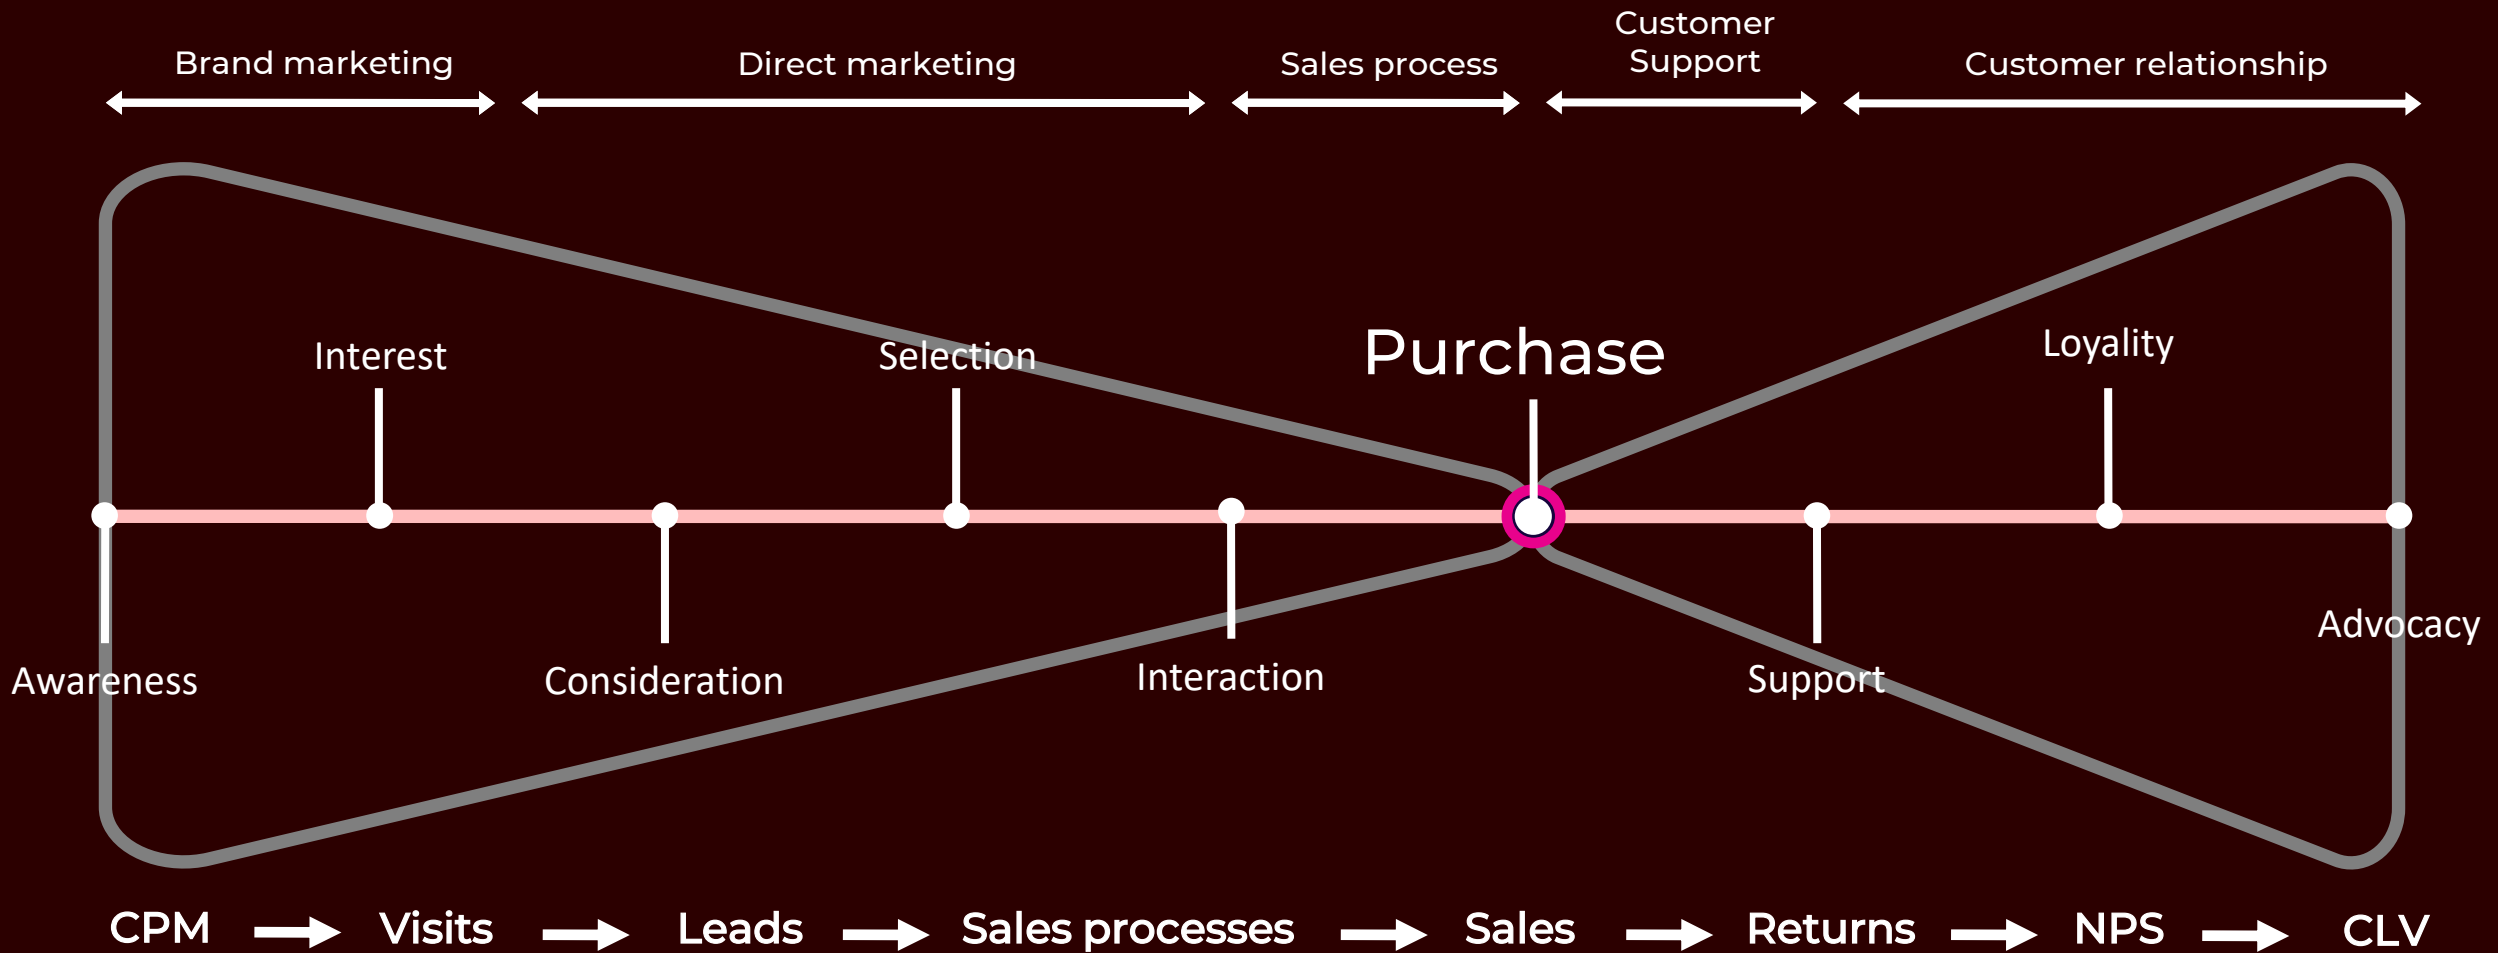 Brand marketing
Direct marketing
Sales process
Customer
Support
Customer relationship
Interest
Selection
Purchase
Loyality
Awareness
Consideration
Interaction
Support
Advocacy
CPM
Visits
Leads
Sales processes
Sales
Returns
NPS
CLV